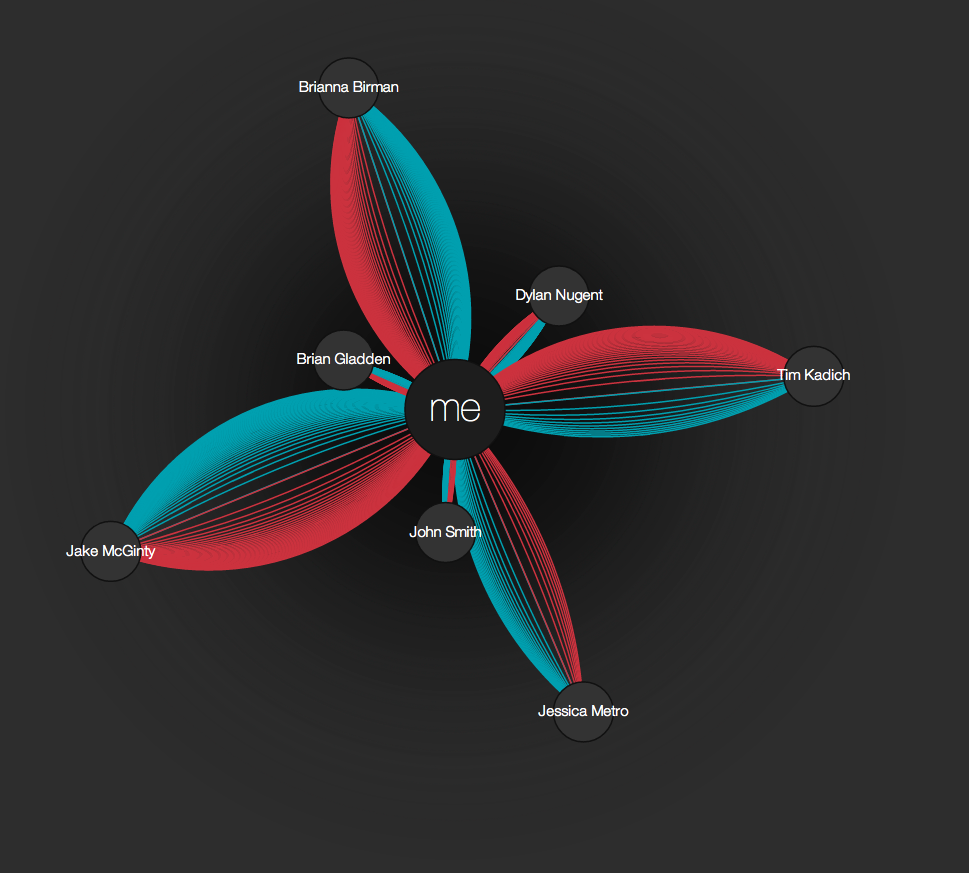 Brianna Birman
Dylan Nugent
Brian Gladden
Tim Kadich
me
John Smith
Jake McGinty
Jessica Metro